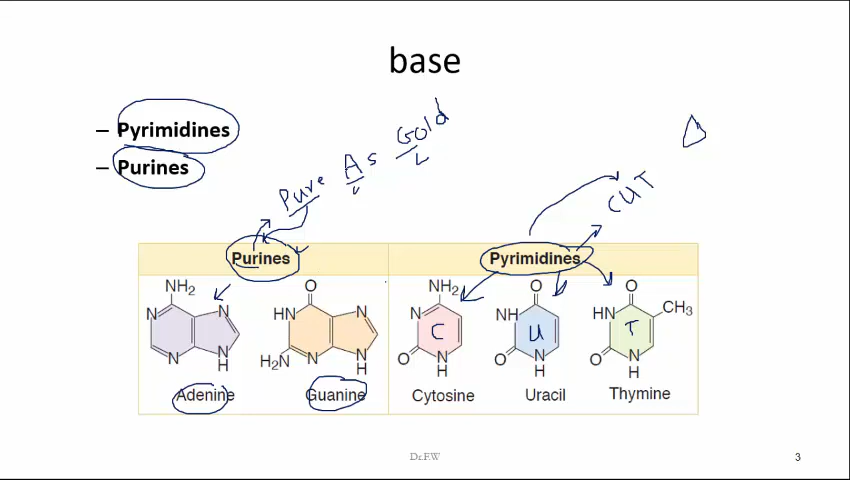 base
– Pyrimidines
– Purines
Pure As Gold
CUT
Purines Pyrimidines
NH₂ O NH₂ O O
N N HN N N NH HN CH₃
N N H H₂N N N H O N H O N H O N H
C U T
Adenine Guanine Cytosine Uracil Thymine
Dr.F.W 3